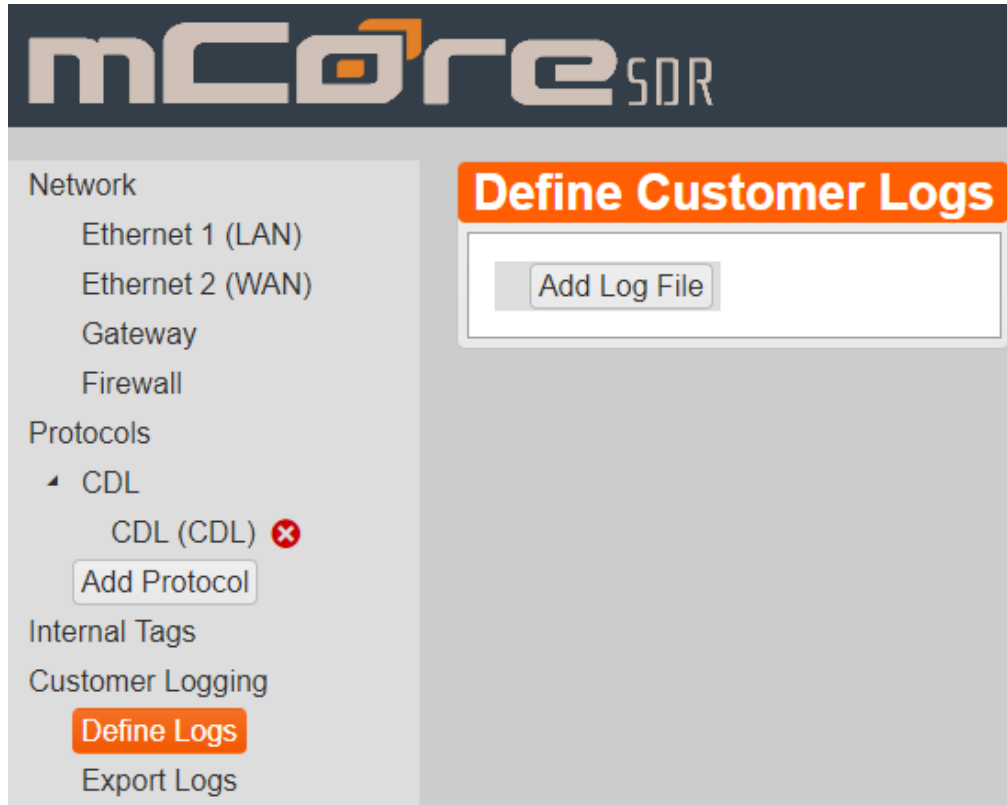 mCore SDR
Network
Ethernet 1 (LAN)
Ethernet 2 (WAN)
Gateway
Firewall
Protocols
CDL
CDL (CDL)
Add Protocol
Internal Tags
Customer Logging
Define Logs
Export Logs
Define Customer Logs
Add Log File